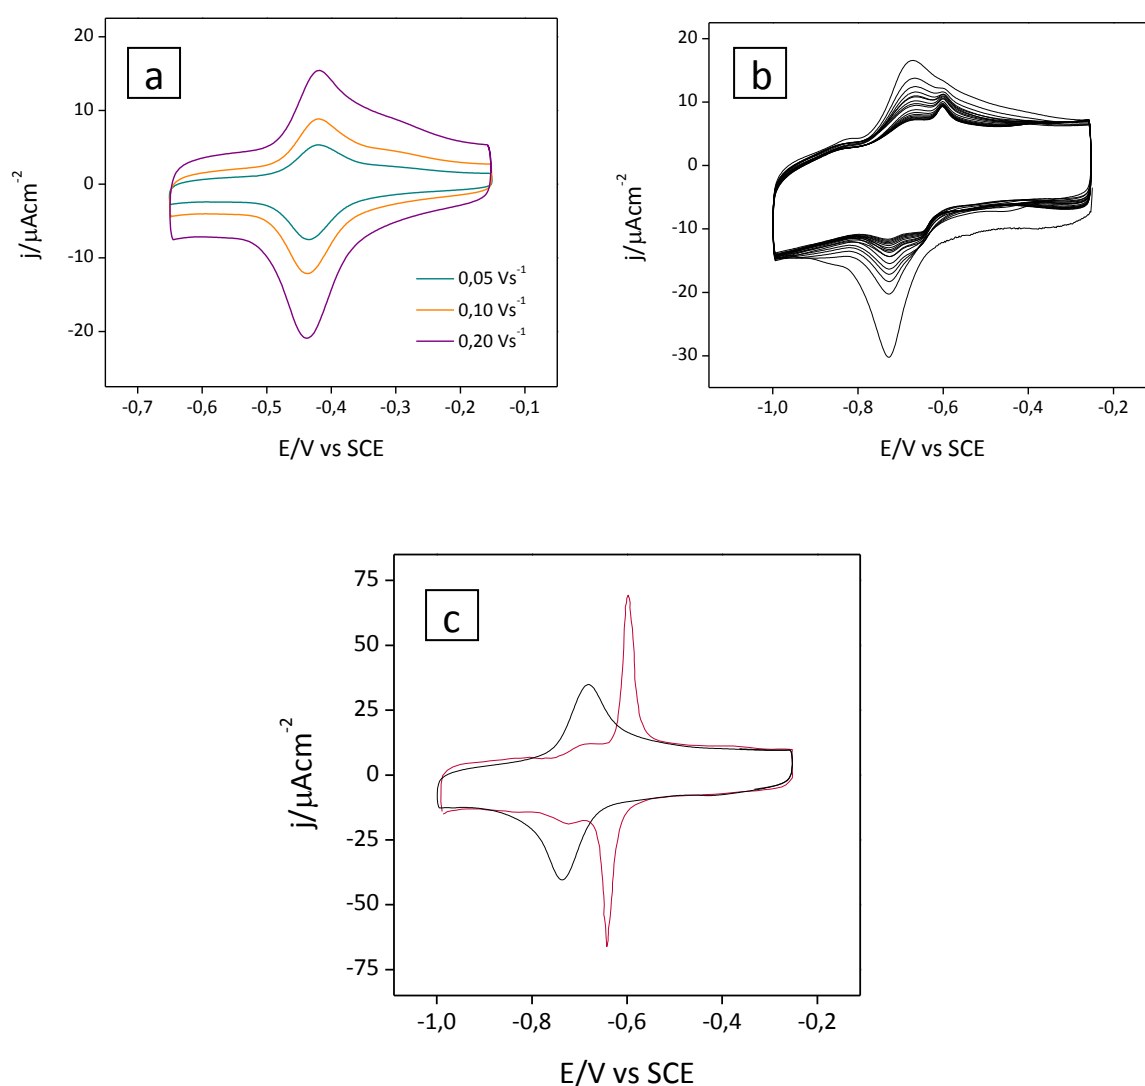 a
20
10
0
-10
-20
j/µAcm⁻²
0,05 Vs⁻¹
0,10 Vs⁻¹
0,20 Vs⁻¹
-0,7 -0,6 -0,5 -0,4 -0,3 -0,2 -0,1
E/V vs SCE
b
20
10
0
-10
-20
-30
j/µAcm⁻²
-1,0 -0,8 -0,6 -0,4 -0,2
E/V vs SCE
c
75
50
25
0
-25
-50
-75
j/µAcm⁻²
-1,0 -0,8 -0,6 -0,4 -0,2
E/V vs SCE